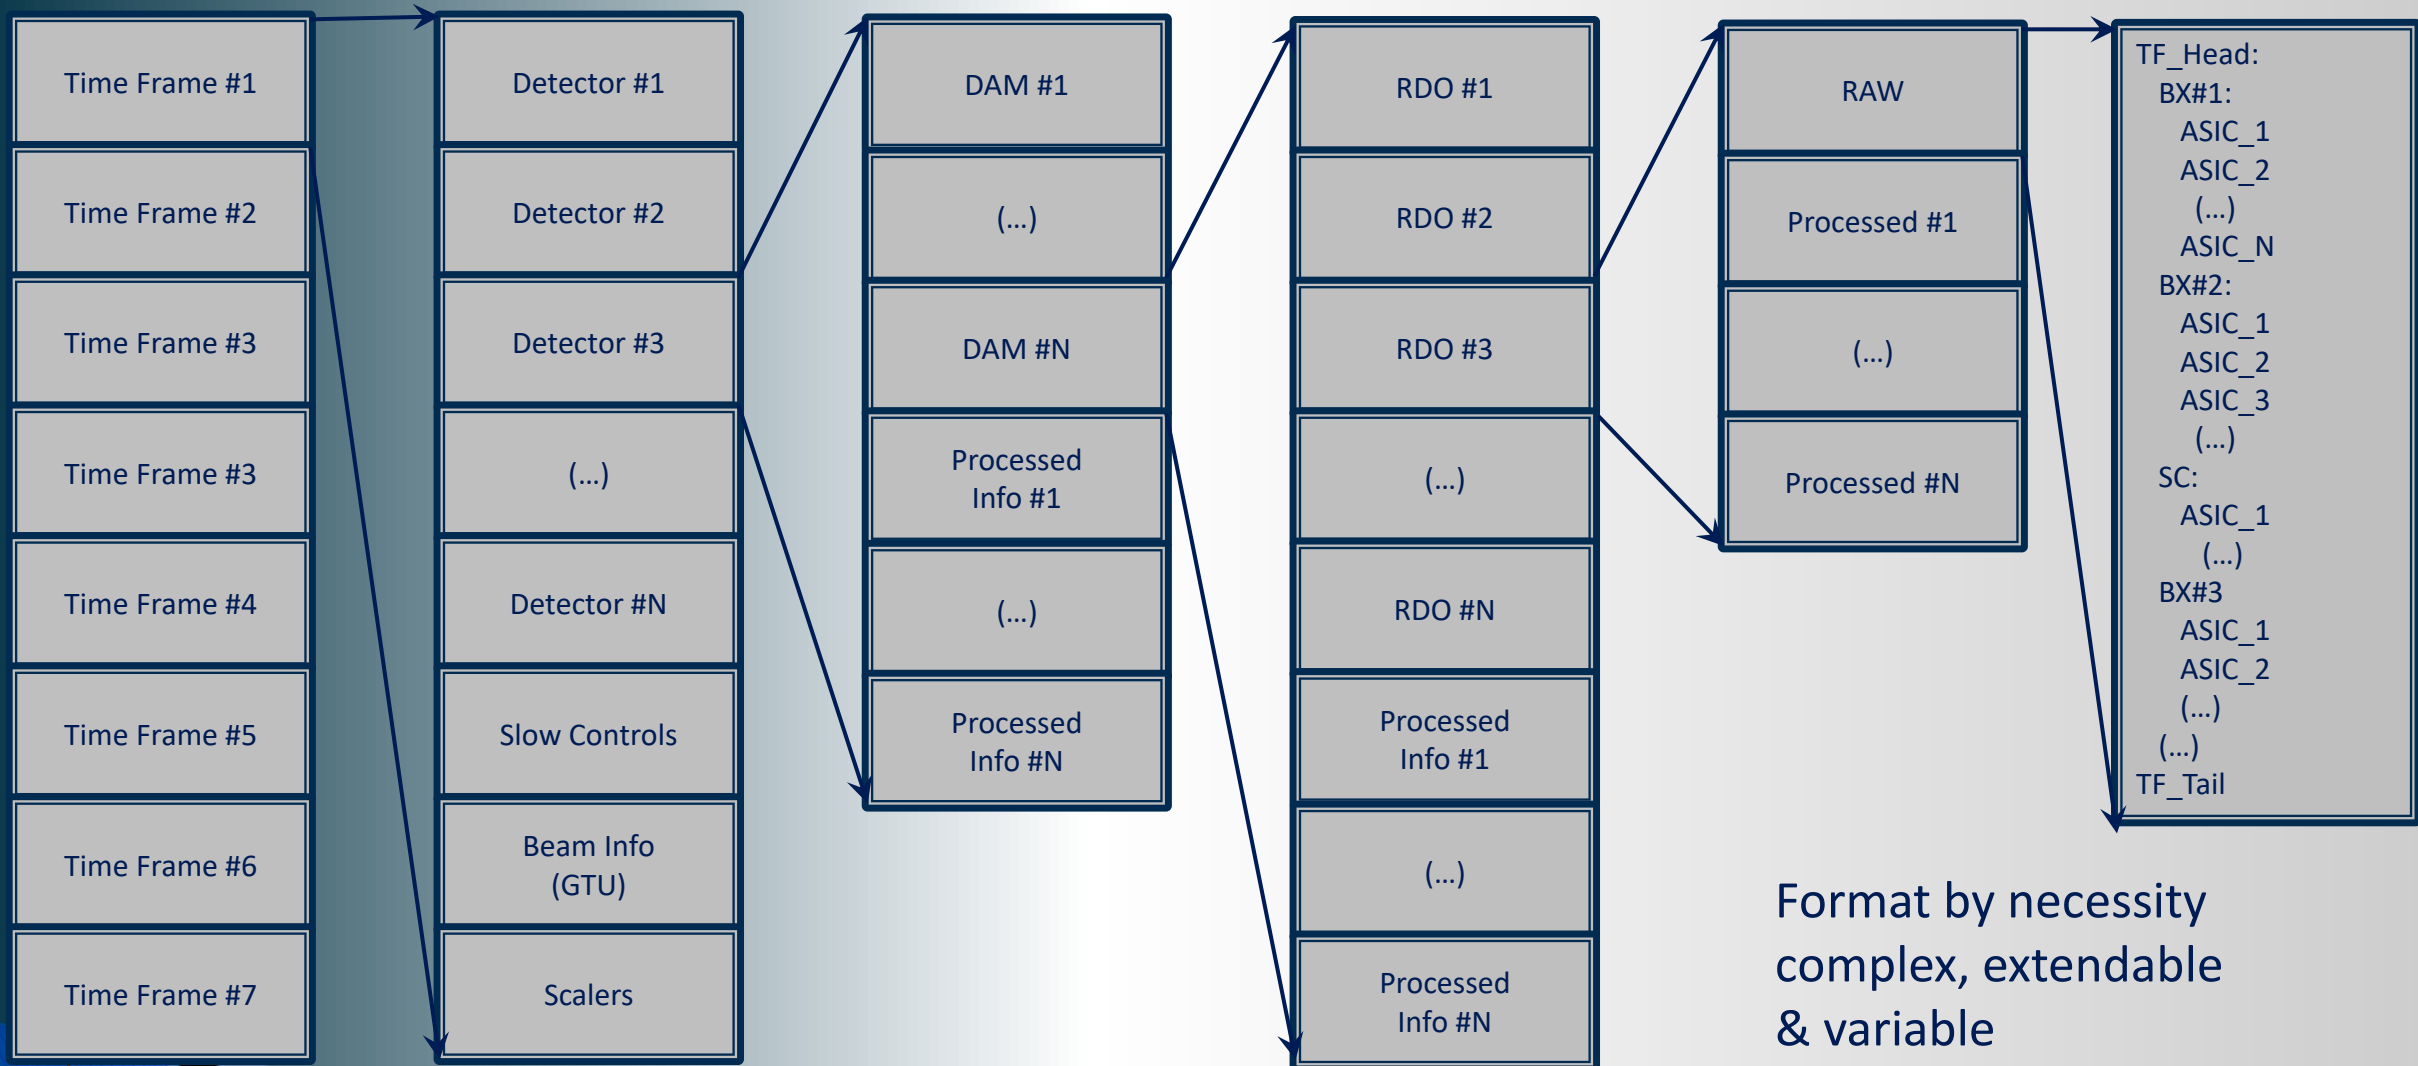 Time Frame #1
Time Frame #2
Time Frame #3
Time Frame #3
Time Frame #4
Time Frame #5
Time Frame #6
Time Frame #7
Detector #1
Detector #2
Detector #3
(...)
Detector #N
Slow Controls
Beam Info
(GTU)
Scalers
DAM #1
(...)
DAM #N
Processed
Info #1
(...)
Processed
Info #N
RDO #1
RDO #2
RDO #3
(...)
RDO #N
Processed
Info #1
(...)
Processed
Info #N
RAW
Processed #1
(...)
Processed #N
TF_Head:
BX#1:
ASIC_1
ASIC_2
(...)
ASIC_N
BX#2:
ASIC_1
ASIC_2
ASIC_3
(...)
SC:
ASIC_1
(...)
BX#3
ASIC_1
ASIC_2
(...)
(...)
TF_Tail
Format by necessity
complex, extendable
& variable